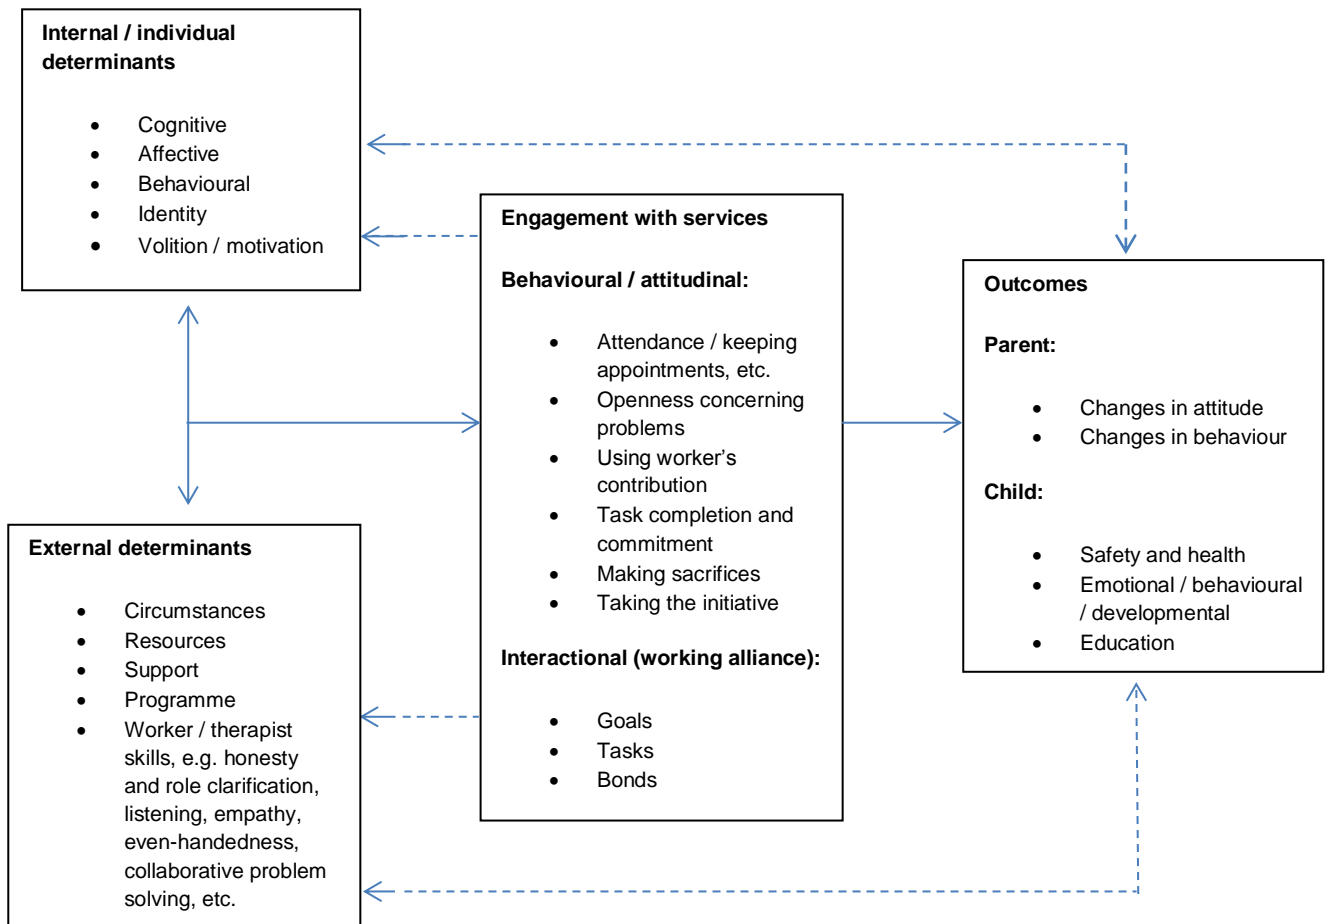 Internal / individual
determinants
• Cognitive
• Affective
• Behavioural
• Identity
• Volition / motivation
External determinants
• Circumstances
• Resources
• Support
• Programme
• Worker / therapist
skills, e.g. honesty
and role clarification,
listening, empathy,
even-handedness,
collaborative problem
solving, etc.
Engagement with services
Behavioural / attitudinal:
• Attendance / keeping
appointments, etc.
• Openness concerning
problems
• Using worker's
contribution
• Task completion and
commitment
• Making sacrifices
• Taking the initiative
Interactional (working alliance):
• Goals
• Tasks
• Bonds
Outcomes
Parent:
• Changes in attitude
• Changes in behaviour
Child:
• Safety and health
• Emotional / behavioural
/ developmental
• Education